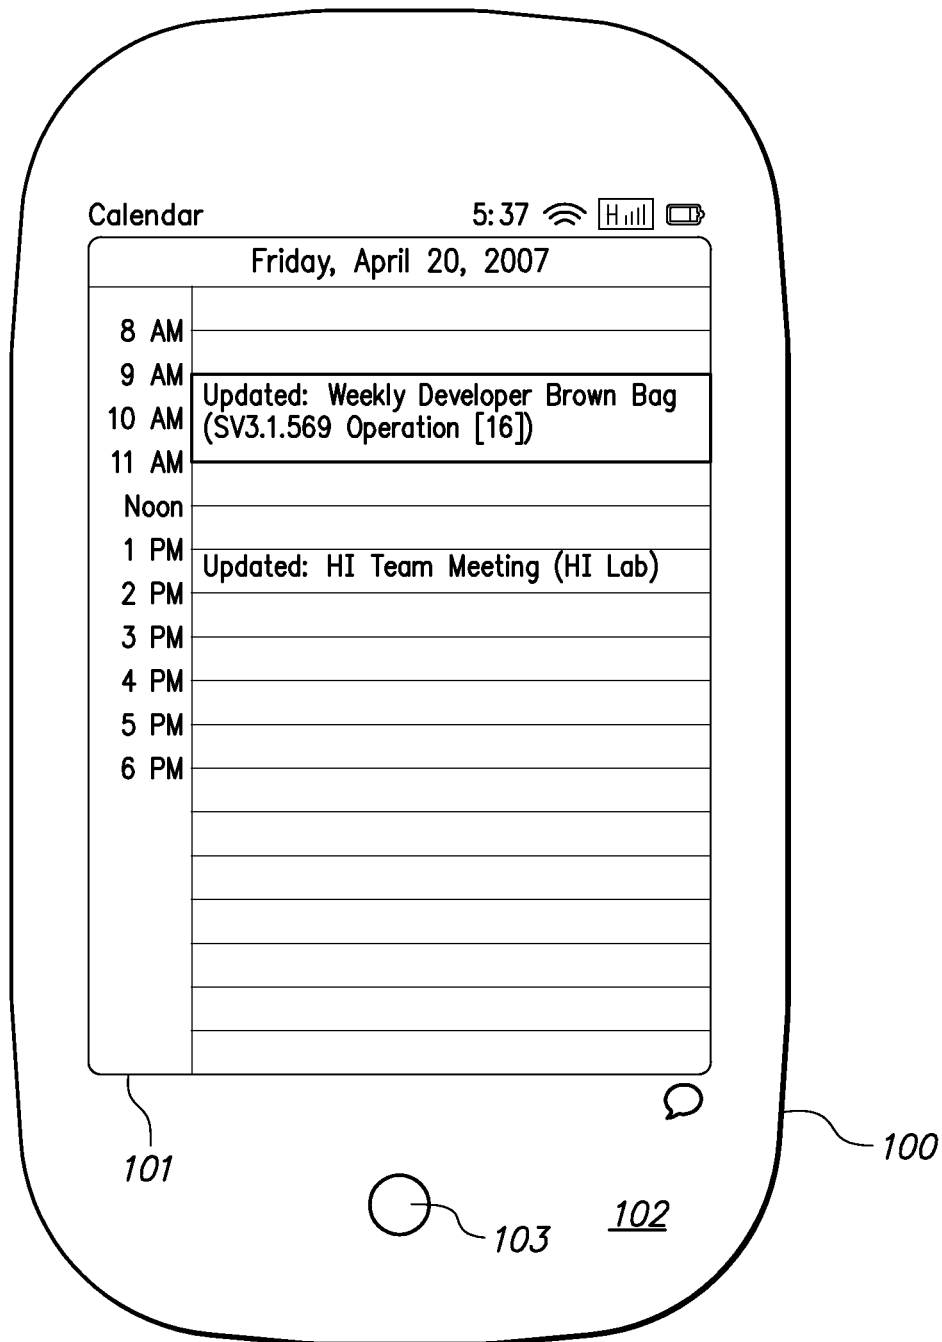 Calendar 5:37 H
Friday, April 20, 2007
8 AM
9 AM
Updated: Weekly Developer Brown Bag
10 AM
(SV3.1.569 Operation [16])
11 AM
Noon
1 PM
Updated: HI Team Meeting (HI Lab)
2 PM
3 PM
4 PM
5 PM
6 PM
101
100
103
102